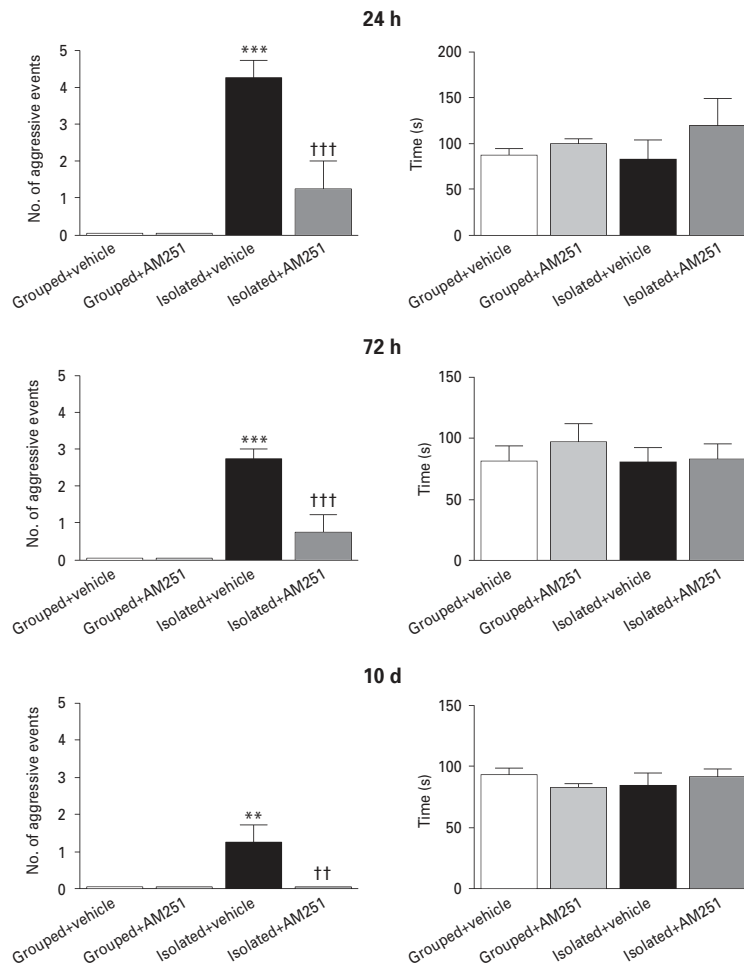 24 h
No. of aggressive events
5
4
3
2
1
0
***
†††
Grouped+vehicle
Grouped+AM251
Isolated+vehicle
Isolated+AM251
Time (s)
200
150
100
50
0
Grouped+vehicle
Grouped+AM251
Isolated+vehicle
Isolated+AM251
72 h
No. of aggressive events
5
4
3
2
1
0
***
†††
Grouped+vehicle
Grouped+AM251
Isolated+vehicle
Isolated+AM251
Time (s)
150
100
50
0
Grouped+vehicle
Grouped+AM251
Isolated+vehicle
Isolated+AM251
10 d
No. of aggressive events
5
4
3
2
1
0
**
††
Grouped+vehicle
Grouped+AM251
Isolated+vehicle
Isolated+AM251
Time (s)
150
100
50
0
Grouped+vehicle
Grouped+AM251
Isolated+vehicle
Isolated+AM251